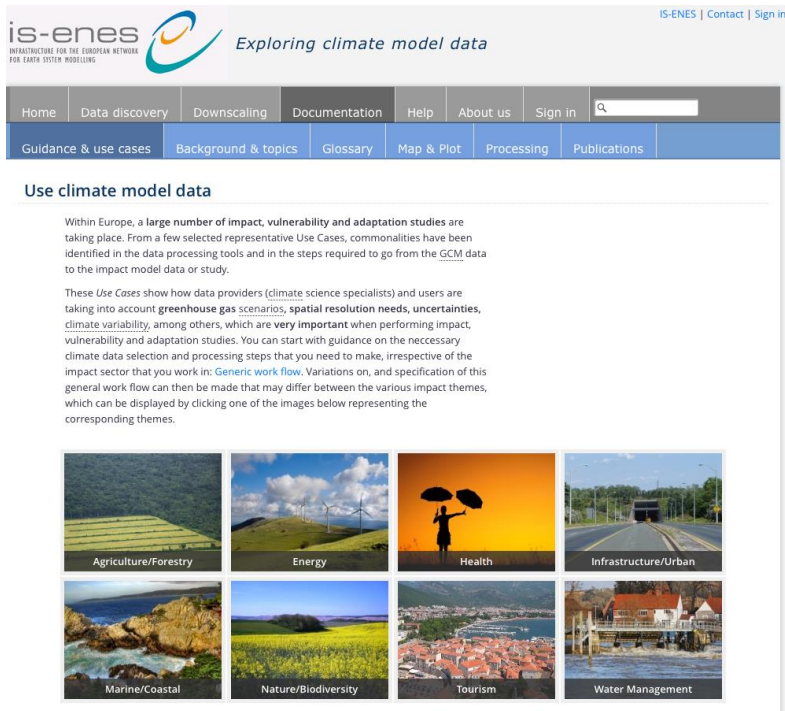 IS-ENES | Contact | Sign in
is-enes
INFRASTRUCTURE FOR THE EUROPEAN NETWORK
FOR EARTH SYSTEM MODELLING
Exploring climate model data
Home Data discovery Downscaling Documentation Help About us Sign in
Guidance & use cases Background & topics Glossary Map & Plot Processing Publications
Use climate model data
Within Europe, a large number of impact, vulnerability and adaptation studies are
taking place. From a few selected representative Use Cases, commonalities have been
identified in the data processing tools and in the steps required to go from the GCM data
to the impact model data or study.
These Use Cases show how data providers (climate science specialists) and users are
taking into account greenhouse gas scenarios, spatial resolution needs, uncertainties,
climate variability, among others, which are very important when performing impact,
vulnerability and adaptation studies. You can start with guidance on the neccessary
climate data selection and processing steps that you need to make, irrespective of the
impact sector that you work in: Generic work flow. Variations on, and specification of this
general work flow can then be made that may differ between the various impact themes,
which can be displayed by clicking one of the images below representing the
corresponding themes.
Agriculture/Forestry Energy Health Infrastructure/Urban
Marine/Coastal Nature/Biodiversity Tourism Water Management